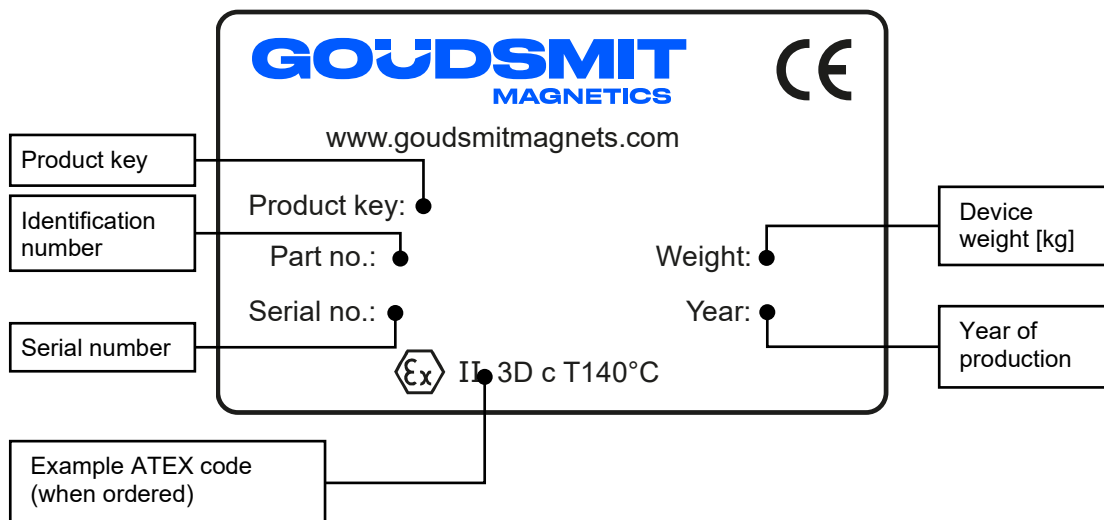 GOUDSMIT
MAGNETICS
CE
www.goudsmitmagnets.com
Product key
Product key:
Identification
number
Part no.:
Weight:
Device
weight [kg]
Serial number
Serial no.:
Year:
Year of
production
Ex II 3D c T140°C
Example ATEX code
(when ordered)